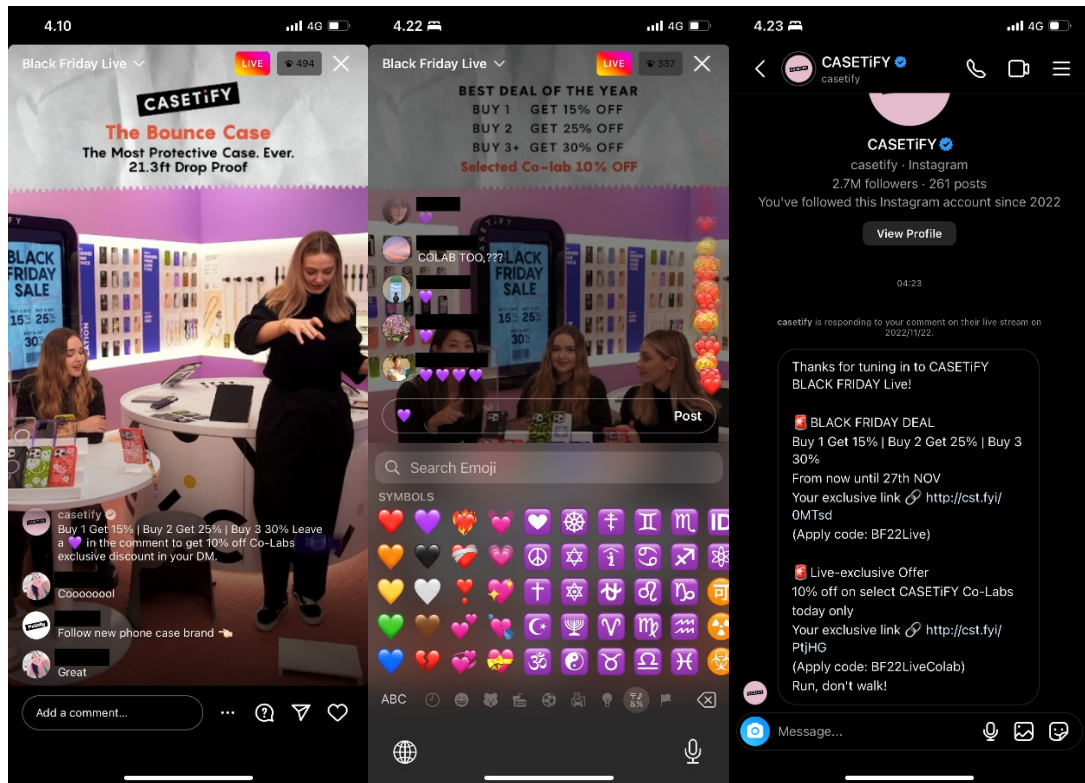 4.10
4G
Black Friday Live
LIVE
494
CASETiFY
The Bounce Case
The Most Protective Case. Ever.
21.3ft Drop Proof
BLACK
FRIDAY
SALE
15% 25%
30%
casetify
Buy 1 Get 15% | Buy 2 Get 25% | Buy 3 30% Leave
a 💜 in the comment to get 10% off Co-Labs
exclusive discount in your DM.
Coooooool
Follow new phone case brand 👈🏻
Great
Add a comment...
4.22
4G
Black Friday Live
LIVE
337
BEST DEAL OF THE YEAR
BUY 1 GET 15% OFF
BUY 2 GET 25% OFF
BUY 3+ GET 30% OFF
Selected Co-lab 10% OFF
💜
COLAB TOO,???
💜
💜
💜💜💜💜
BLACK
FRIDAY
SALE
15% 25%
30%
💜
Post
Search Emoji
SYMBOLS
ABC
4.23
4G
CASETiFY
casetify
CASETiFY
casetify · Instagram
2.7M followers · 261 posts
You've followed this Instagram account since 2022
View Profile
04:23
casetify is responding to your comment on their live stream on
2022/11/22.
Thanks for tuning in to CASETiFY
BLACK FRIDAY Live!
🚨BLACK FRIDAY DEAL
Buy 1 Get 15% | Buy 2 Get 25% | Buy 3
30%
From now until 27th NOV
Your exclusive link 🔗 http://cst.fyi/
0MTsd
(Apply code: BF22Live)
🚨Live-exclusive Offer
10% off on select CASETiFY Co-Labs
today only
Your exclusive link 🔗 http://cst.fyi/
PtjHG
(Apply code: BF22LiveColab)
Run, don't walk!
Message...